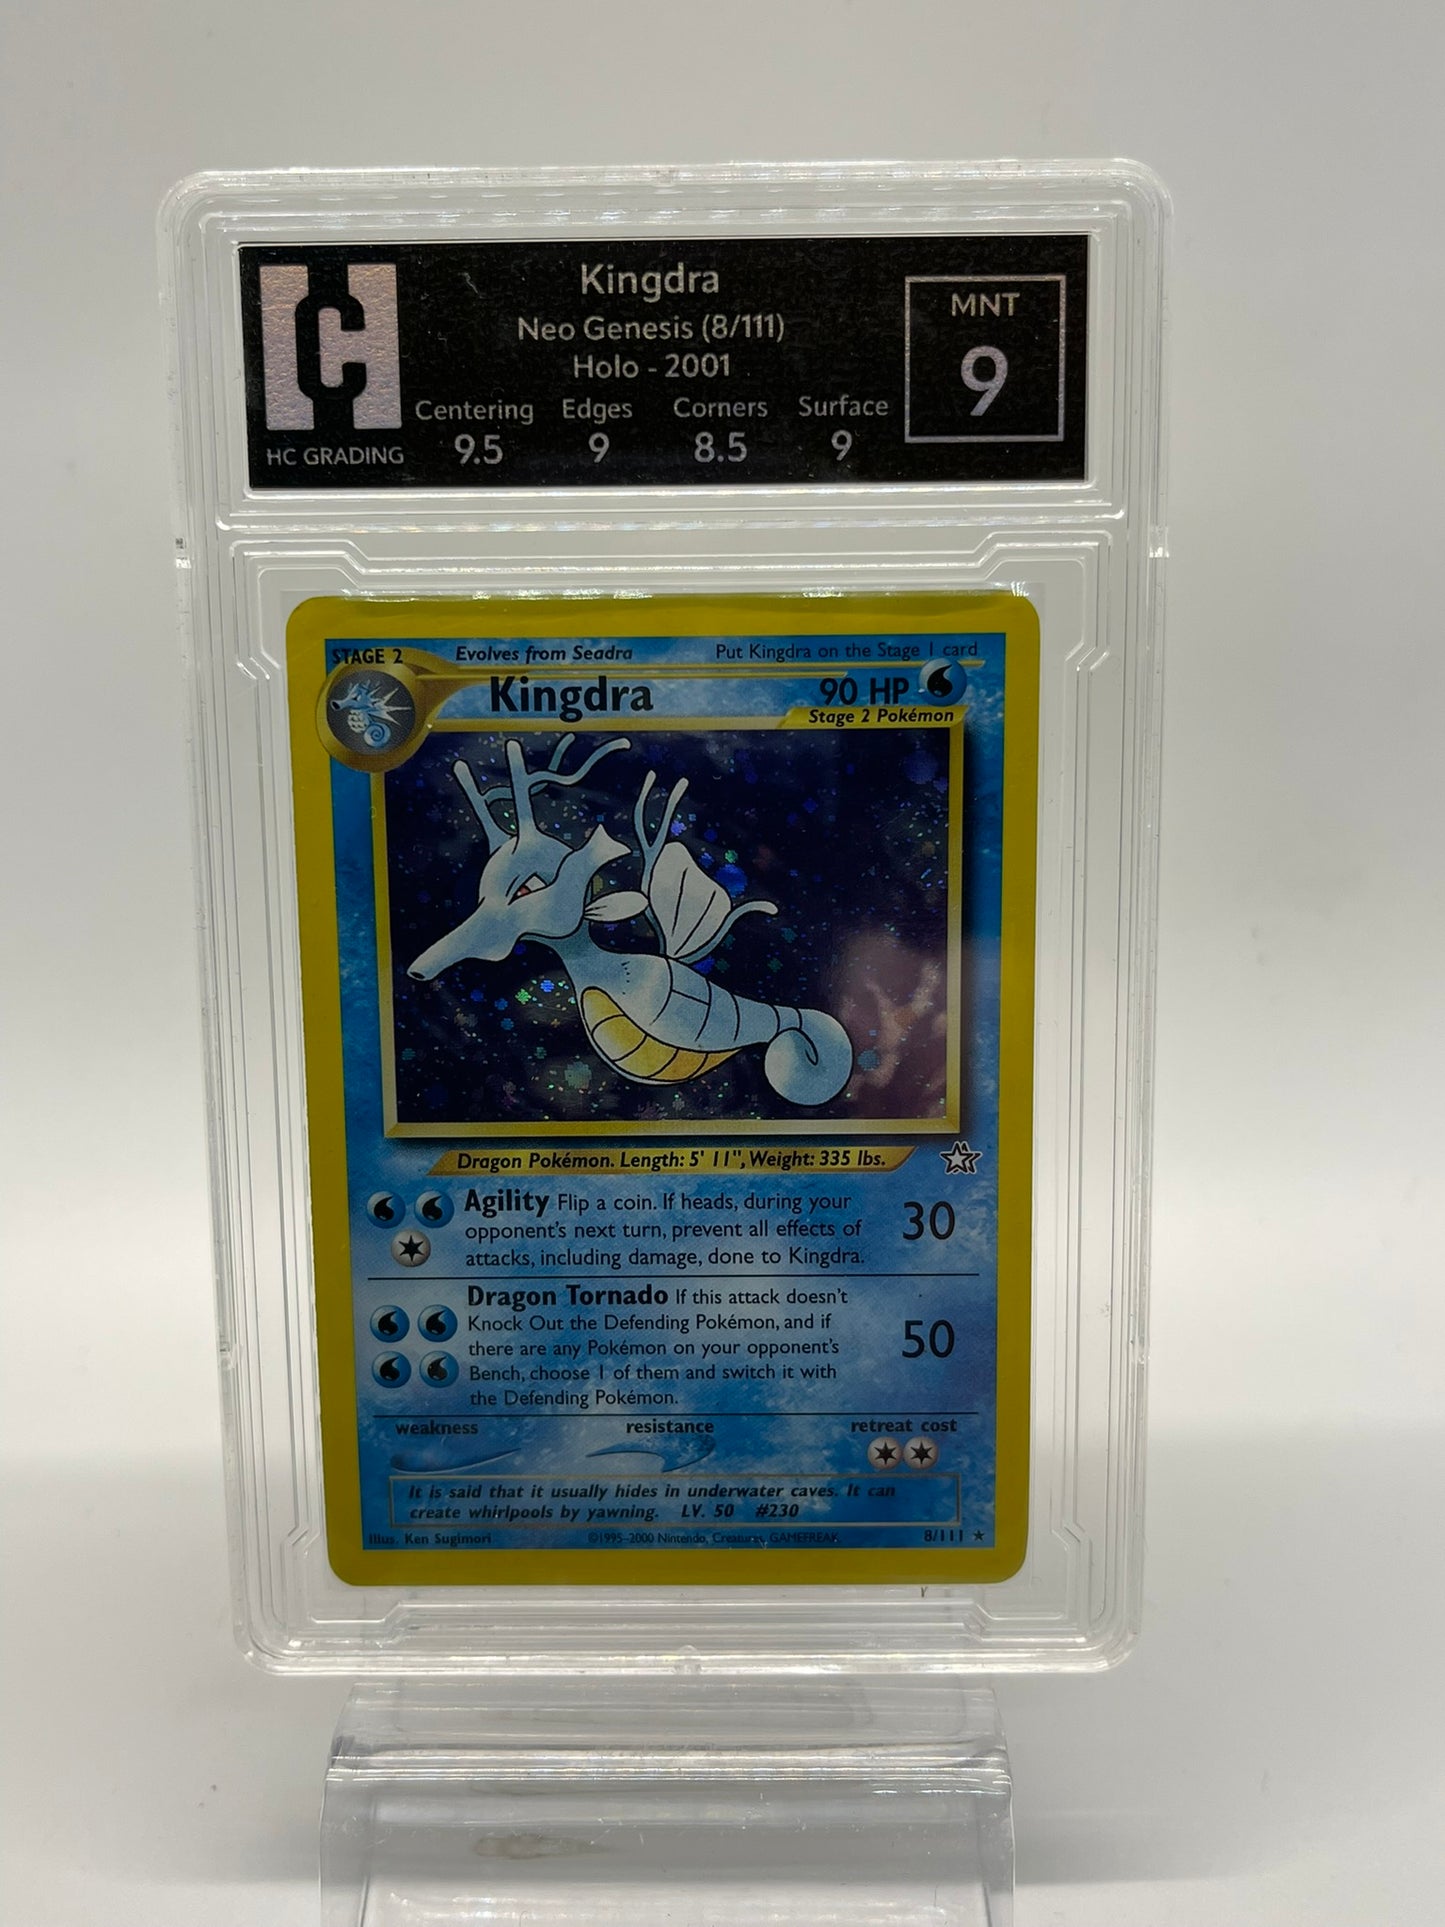 Kingdra
Neo Genesis (8/111)
Holo - 2001
MNT
9
Centering Edges Corners Surface
9.5 9 8.5 9
HC
HC GRADING
STAGE 2 Evolves from Seadra Put Kingdra on the Stage 1 card
Kingdra 90 HP
Stage 2 Pokémon
Dragon Pokémon. Length: 5' 11", Weight: 335 lbs.
Agility Flip a coin. If heads, during your
opponent's next turn, prevent all effects of
attacks, including damage, done to Kingdra.
30
Dragon Tornado If this attack doesn't
Knock Out the Defending Pokémon, and if
there are any Pokémon on your opponent's
Bench, choose 1 of them and switch it with
the Defending Pokémon.
50
weakness resistance retreat cost
It is said that it usually hides in underwater caves. It can
create whirlpools by yawning. LV. 50 #230
Illus. Ken Sugimori ©1995–2000 Nintendo, Creatures, GAMEFREAK. 8/111 ★